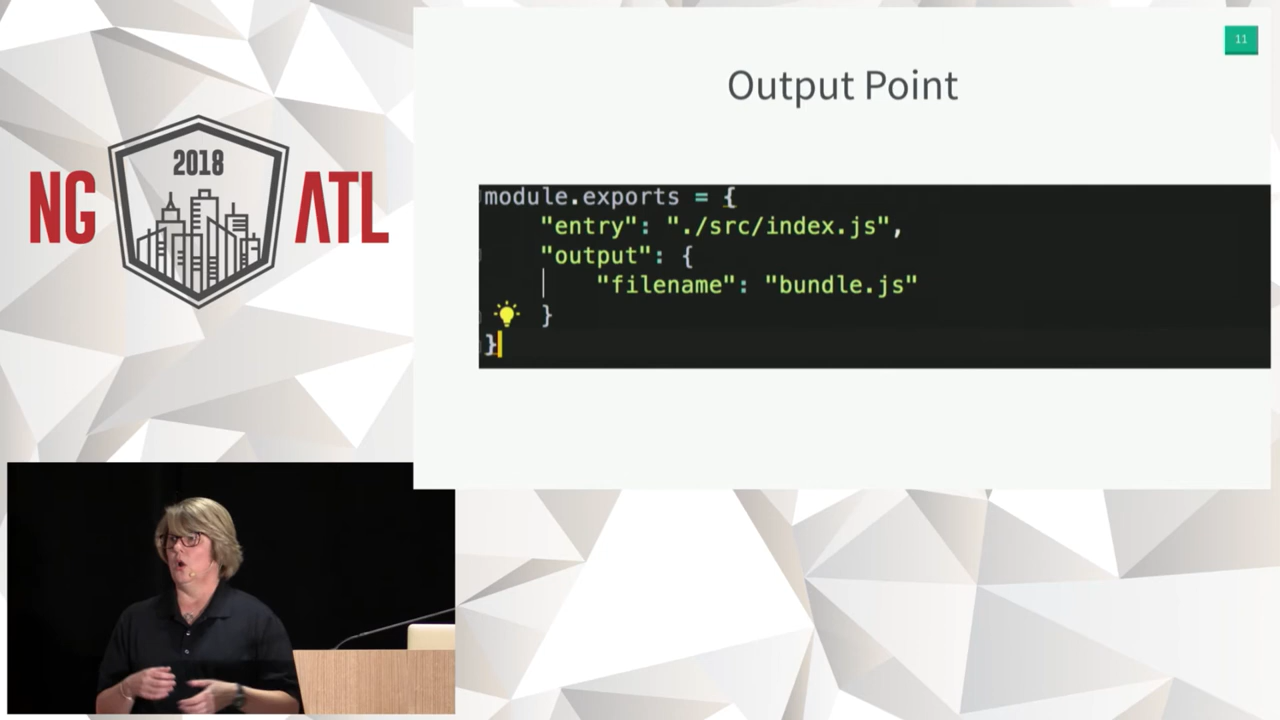 NG
2018
ATL
11
Output Point
module.exports = {
"entry": "./src/index.js",
"output": {
"filename": "bundle.js"
}
}